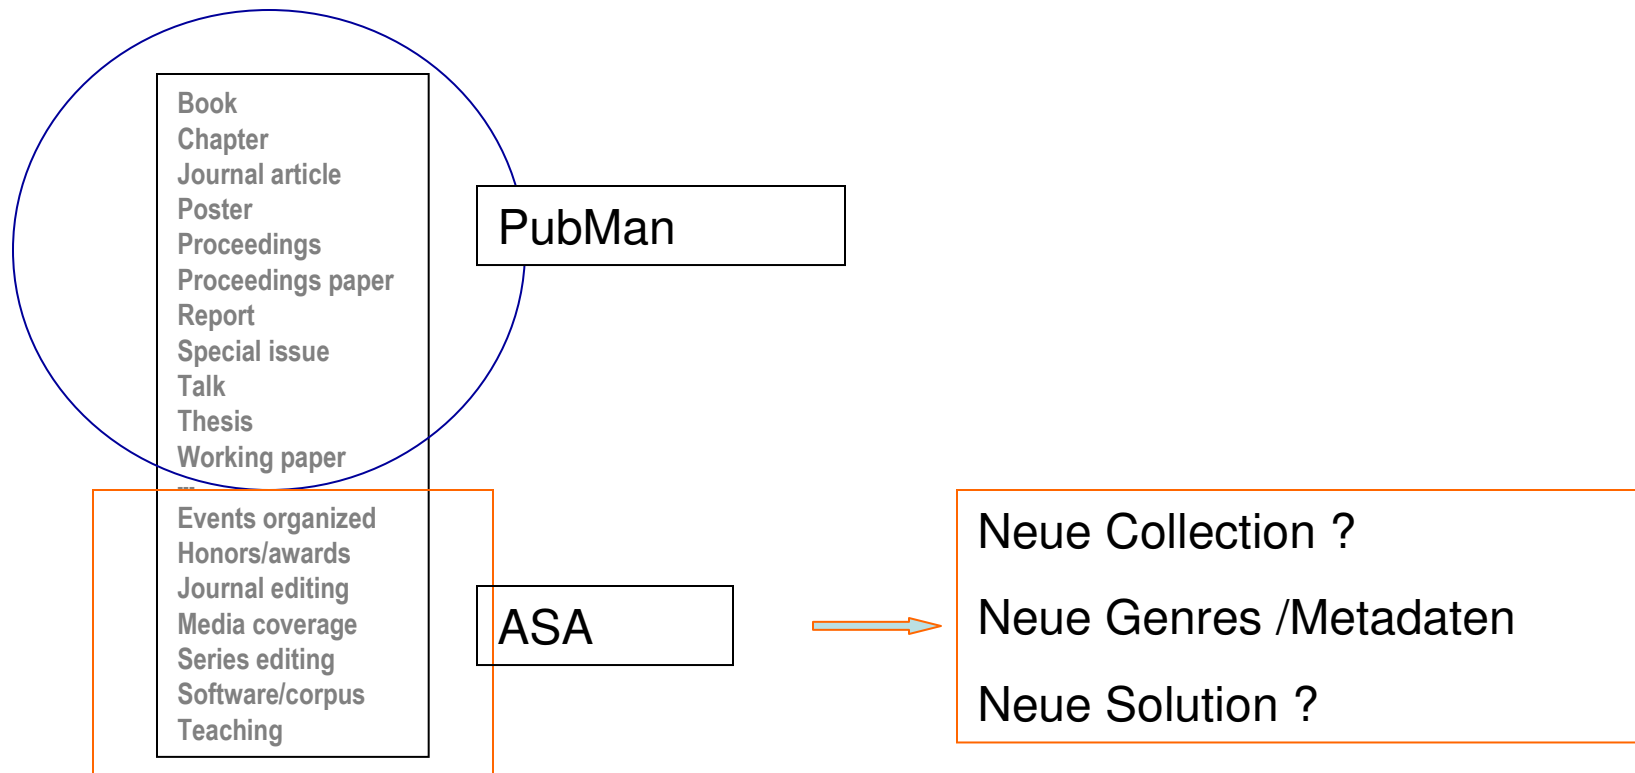 Book
Chapter
Journal article
Poster
Proceedings
Proceedings paper
Report
Special issue
Talk
Thesis
Working paper
Events organized
Honors/awards
Journal editing
Media coverage
Series editing
Software/corpus
Teaching
PubMan
ASA
Neue Collection ?
Neue Genres /Metadaten
Neue Solution ?